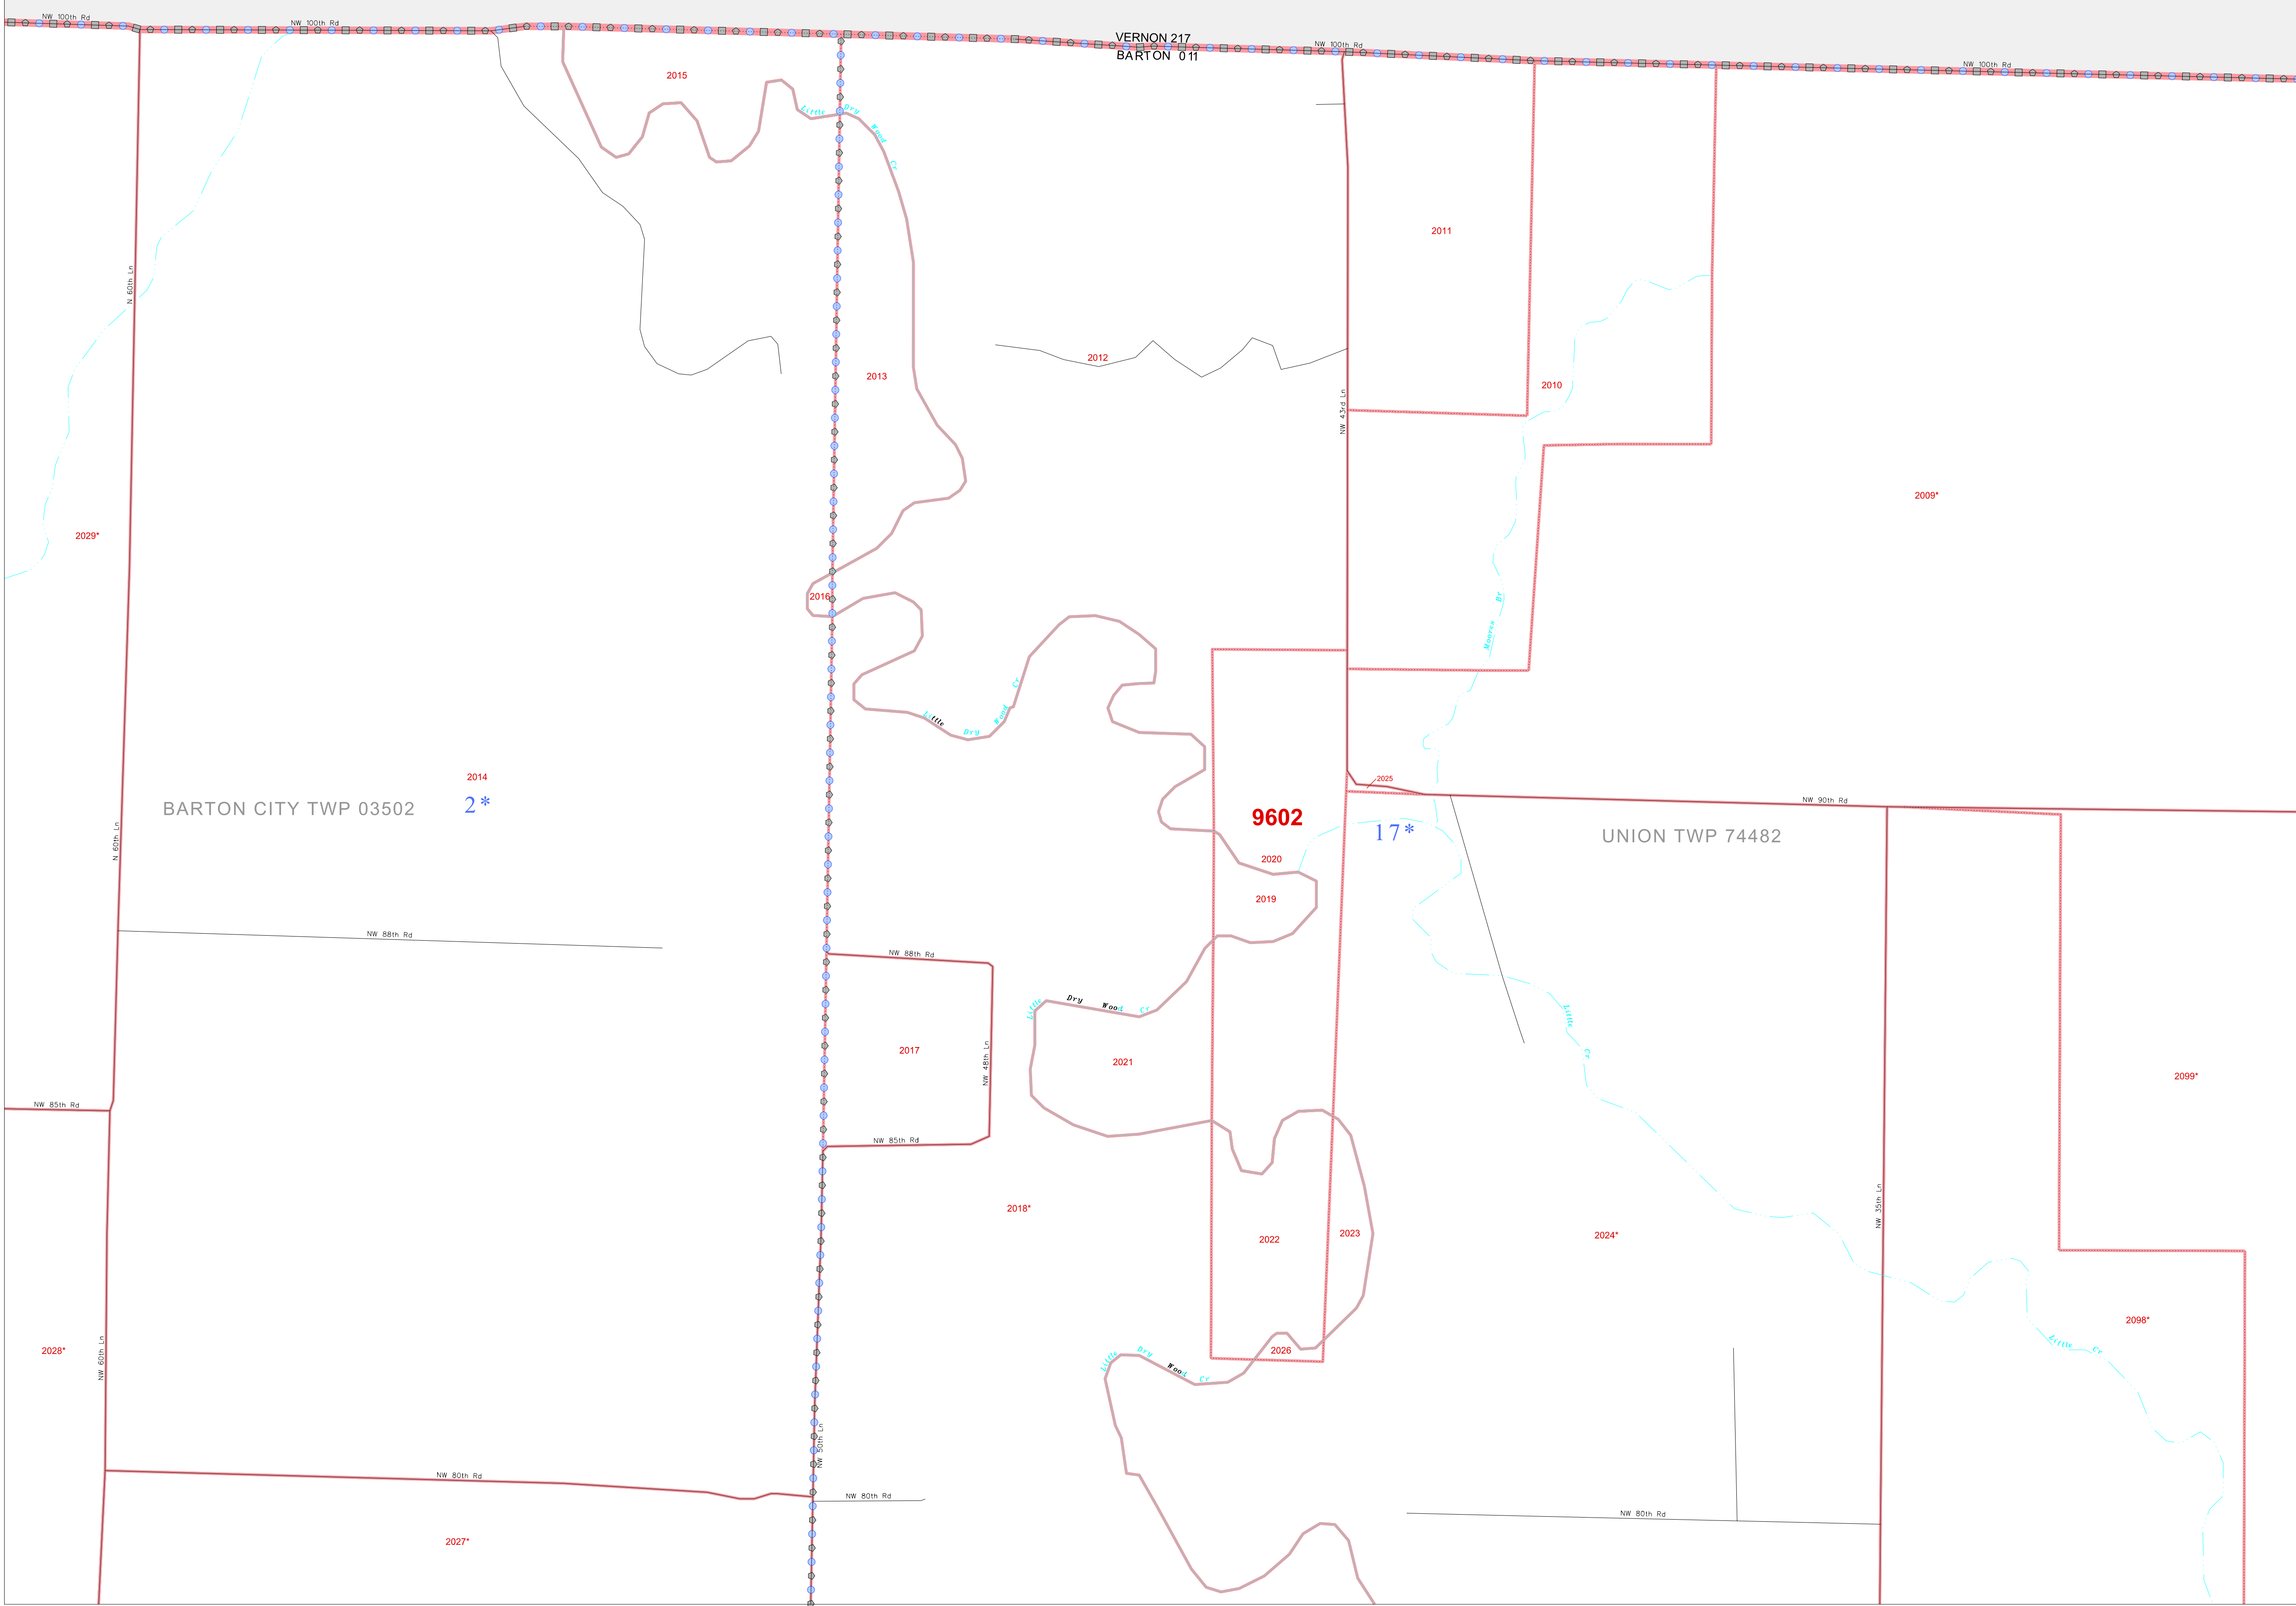 NW 100th Rd
NW 100th Rd
VERNON 217
NW 100th Rd
BARTON 011
NW 100th Rd
2015
Little Dry Wood Cr
2011
N 60th Ln
2012
2013
2010
NW 43rd Ln
2009*
2029*
2016
Moores Br
Little Dry Wood Cr
2014
2025
BARTON CITY TWP 03502
2*
NW 90th Rd
9602
17*
UNION TWP 74482
N 60th Ln
2020
2019
NW 88th Rd
NW 88th Rd
Little Dry Wood Cr
Little Cr
2017
NW 48th Ln
2021
2099*
NW 85th Rd
NW 85th Rd
2018*
NW 35th Ln
2022
2023
2024*
2098*
Little Cr
2028*
NW 60th Ln
2026
Little Dry Wood Cr
NW 50th Ln
NW 80th Rd
NW 80th Rd
NW 80th Rd
2027*